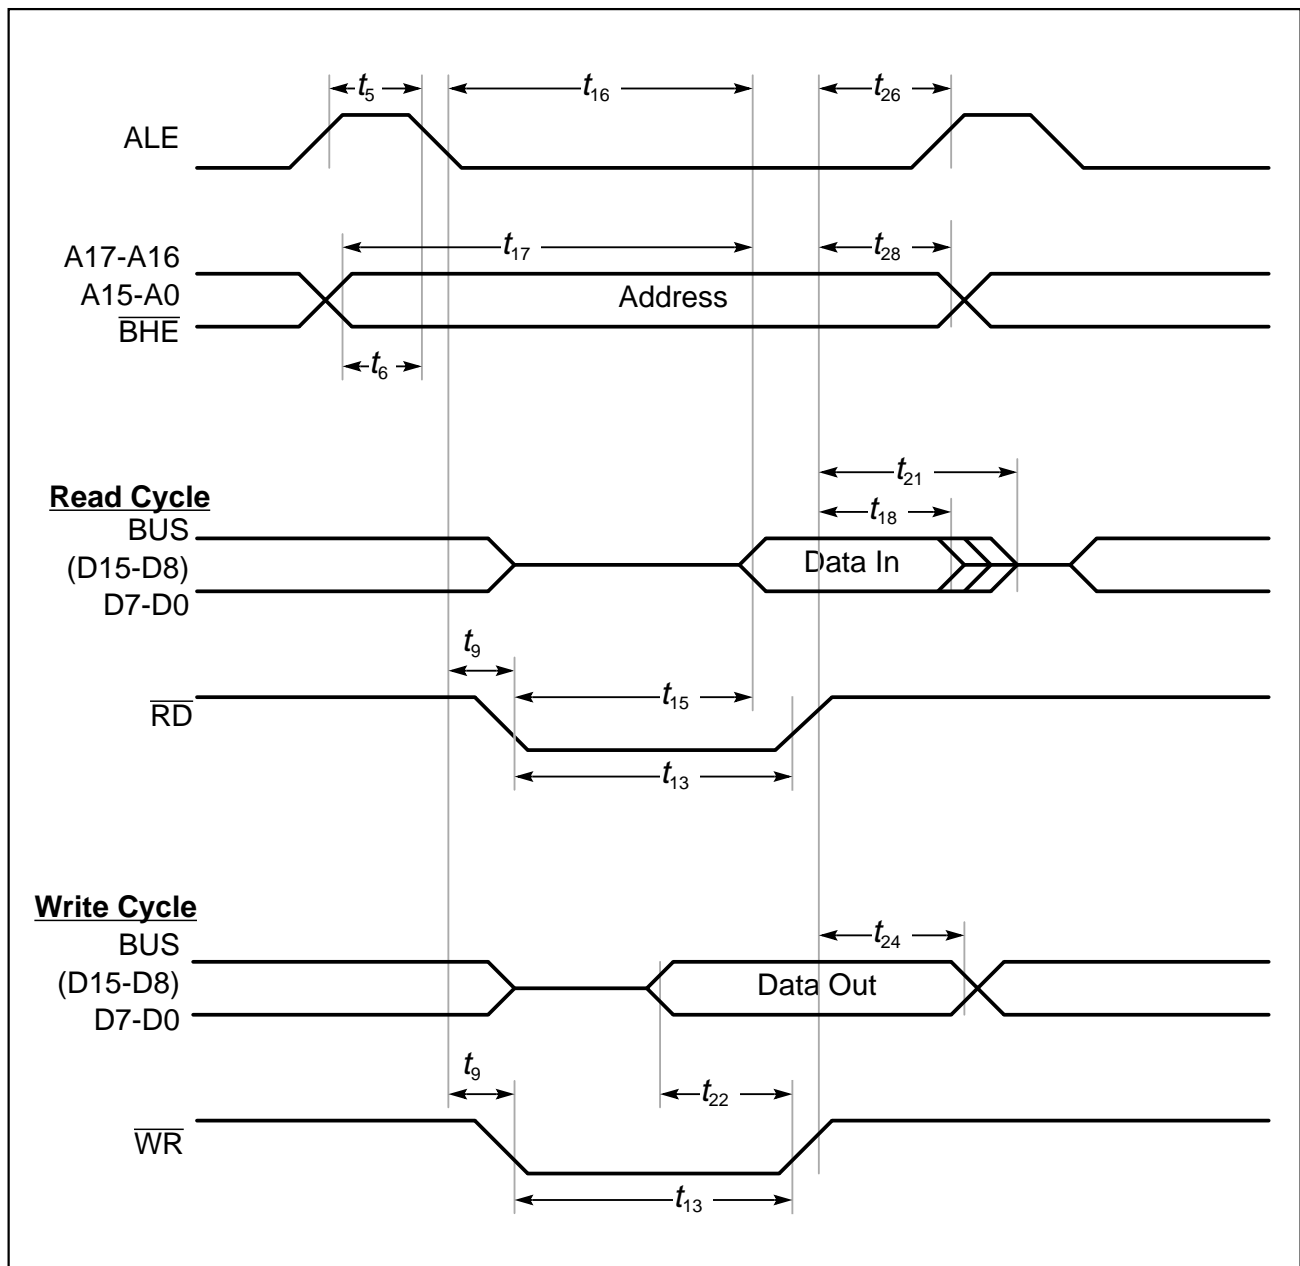 t5
t16
t26
ALE
t17
t28
A17-A16
A15-A0
BHE
Address
t6
t21
Read Cycle
t18
BUS
(D15-D8)
D7-D0
Data In
t9
t15
RD
t13
Write Cycle
t24
BUS
(D15-D8)
D7-D0
Data Out
t9
t22
WR
t13